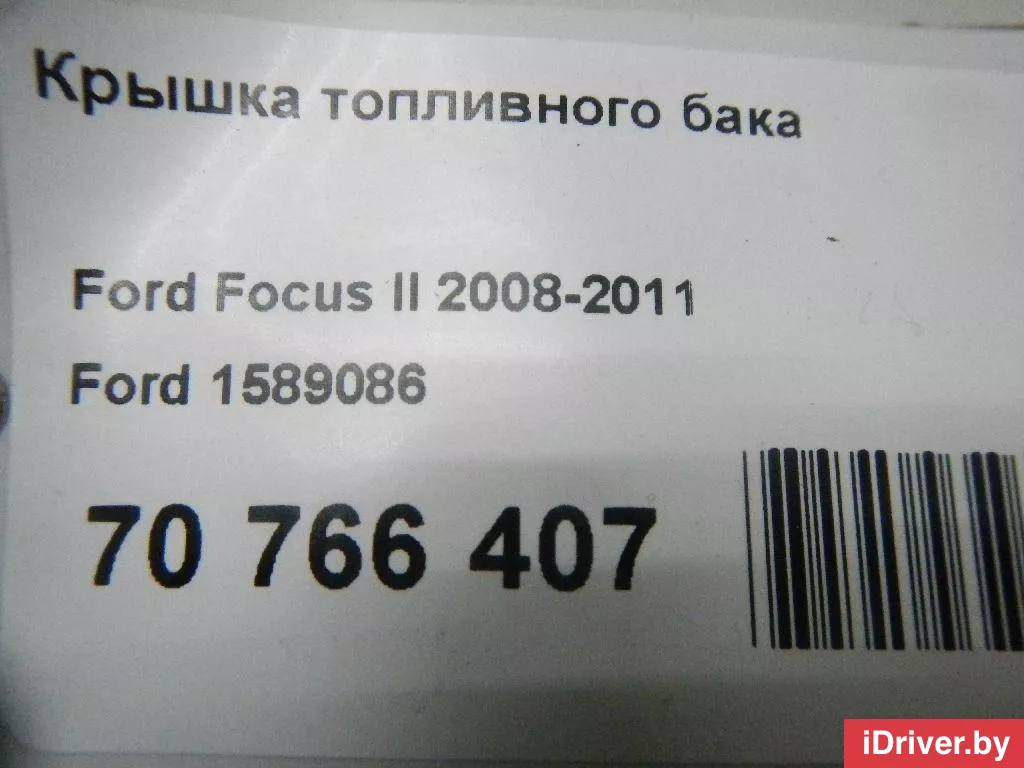 Крышка топливного бака
Ford Focus II 2008-2011
Ford 1589086
70 766 407
iDriver.by